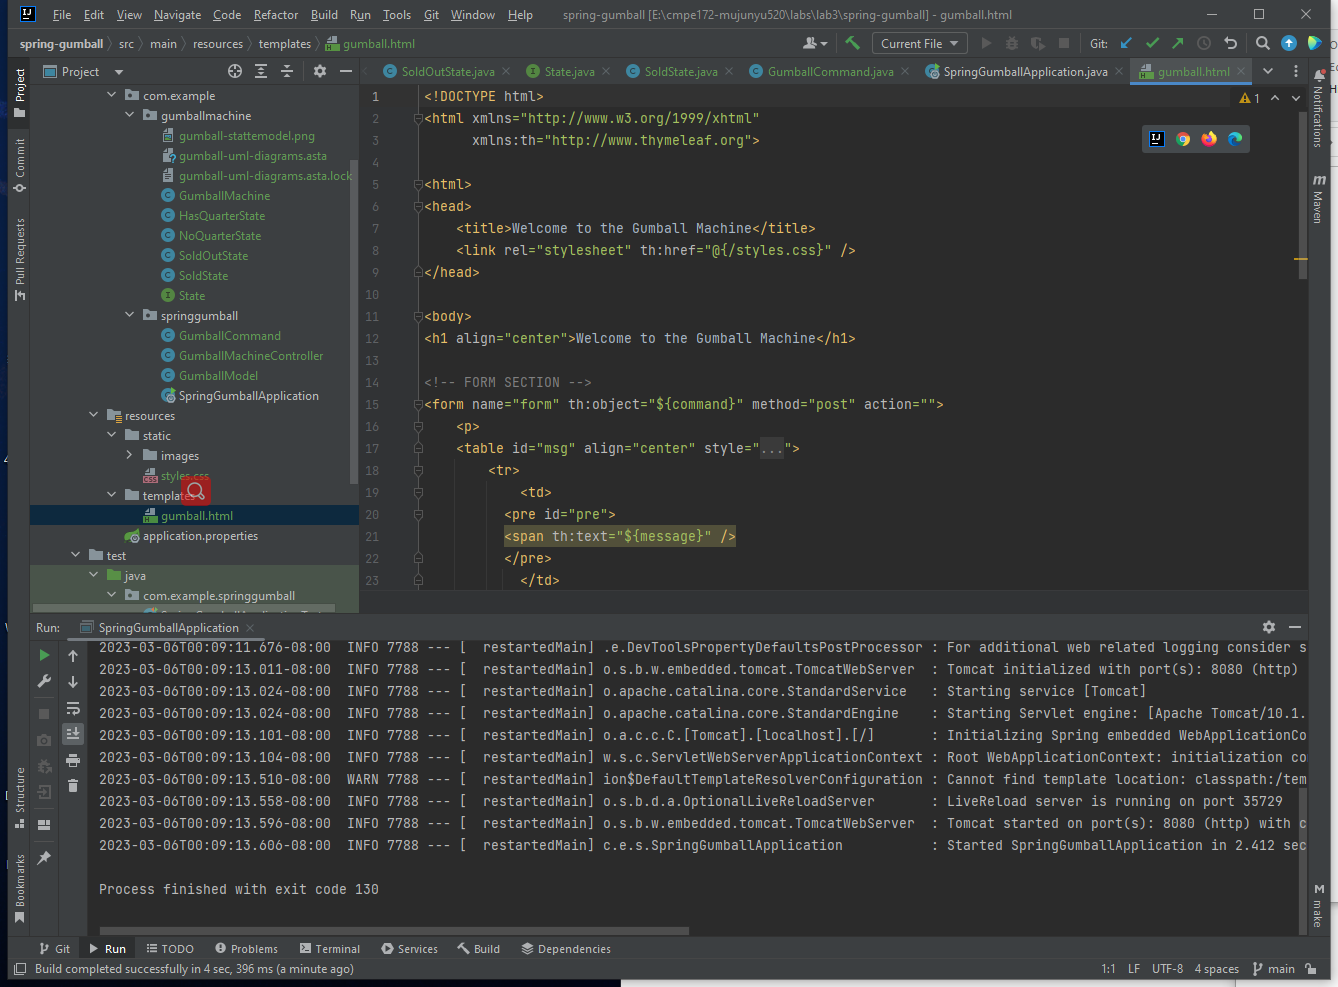 File Edit View Navigate Code Refactor Build Run Tools Git Window Help spring-gumball [E:\cmpe172-mujunyu520\labs\lab3\spring-gumball] - gumball.html
spring-gumball src main resources templates gumball.html Current File Git:
Project
SoldOutState.java State.java SoldState.java GumballCommand.java SpringGumballApplication.java gumball.html
com.example
gumballmachine
gumball-stattemodel.png
gumball-uml-diagrams.asta
gumball-uml-diagrams.asta.lock
GumballMachine
HasQuarterState
NoQuarterState
SoldOutState
SoldState
State
springgumball
GumballCommand
GumballMachineController
GumballModel
SpringGumballApplication
resources
static
images
styles.css
templates
gumball.html
application.properties
test
java
com.example.springgumball
1 <!DOCTYPE html>
2 <html xmlns="http://www.w3.org/1999/xhtml"
3 xmlns:th="http://www.thymeleaf.org">
4
5 <html>
6 <head>
7 <title>Welcome to the Gumball Machine</title>
8 <link rel="stylesheet" th:href="@{/styles.css}" />
9 </head>
10
11 <body>
12 <h1 align="center">Welcome to the Gumball Machine</h1>
13
14 <!-- FORM SECTION -->
15 <form name="form" th:object="${command}" method="post" action="">
16 <p>
17 <table id="msg" align="center" style="...">
18 <tr>
19 <td>
20 <pre id="pre">
21 <span th:text="${message}" />
22 </pre>
23 </td>
1
Project
Commit
Pull Requests
Structure
Bookmarks
Notifications
Maven
make
Run: SpringGumballApplication
2023-03-06T00:09:11.676-08:00 INFO 7788 --- [ restartedMain] .e.DevToolsPropertyDefaultsPostProcessor : For additional web related logging consider s
2023-03-06T00:09:13.011-08:00 INFO 7788 --- [ restartedMain] o.s.b.w.embedded.tomcat.TomcatWebServer : Tomcat initialized with port(s): 8080 (http)
2023-03-06T00:09:13.024-08:00 INFO 7788 --- [ restartedMain] o.apache.catalina.core.StandardService : Starting service [Tomcat]
2023-03-06T00:09:13.024-08:00 INFO 7788 --- [ restartedMain] o.apache.catalina.core.StandardEngine : Starting Servlet engine: [Apache Tomcat/10.1.
2023-03-06T00:09:13.101-08:00 INFO 7788 --- [ restartedMain] o.a.c.c.C.[Tomcat].[localhost].[/] : Initializing Spring embedded WebApplicationCo
2023-03-06T00:09:13.104-08:00 INFO 7788 --- [ restartedMain] w.s.c.ServletWebServerApplicationContext : Root WebApplicationContext: initialization co
2023-03-06T00:09:13.510-08:00 WARN 7788 --- [ restartedMain] ion$DefaultTemplateResolverConfiguration : Cannot find template location: classpath:/tem
2023-03-06T00:09:13.558-08:00 INFO 7788 --- [ restartedMain] o.s.b.d.a.OptionalLiveReloadServer : LiveReload server is running on port 35729
2023-03-06T00:09:13.596-08:00 INFO 7788 --- [ restartedMain] o.s.b.w.embedded.tomcat.TomcatWebServer : Tomcat started on port(s): 8080 (http) with c
2023-03-06T00:09:13.606-08:00 INFO 7788 --- [ restartedMain] c.e.s.SpringGumballApplication : Started SpringGumballApplication in 2.412 sec
Process finished with exit code 130
Git Run TODO Problems Terminal Services Build Dependencies
Build completed successfully in 4 sec, 396 ms (a minute ago) 1:1 LF UTF-8 4 spaces main